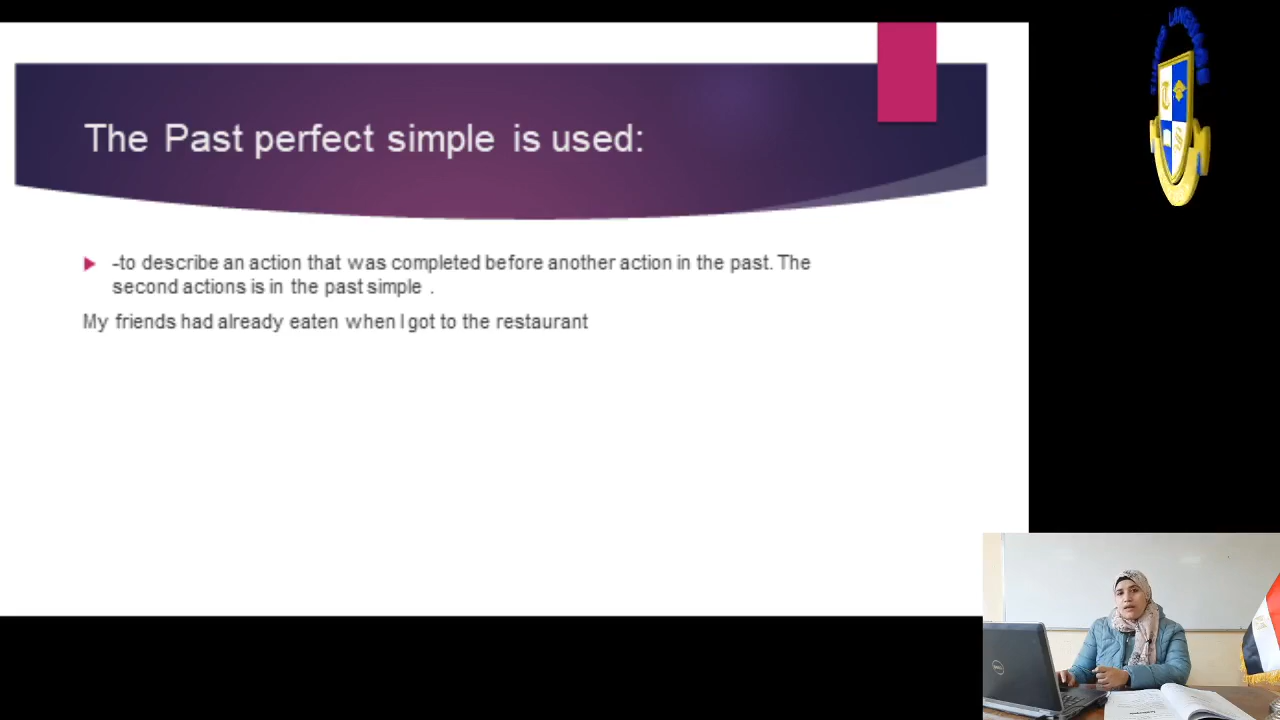 The Past perfect simple is used:
-to describe an action that was completed before another action in the past. The
second actions is in the past simple .
My friends had already eaten when I got to the restaurant